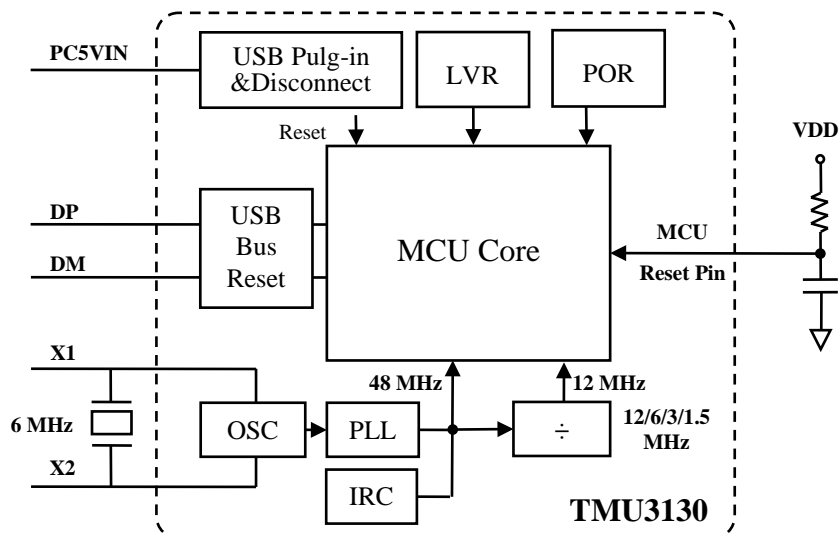 PC5VIN
USB Pulg-in
&Disconnect
LVR
POR
Reset
VDD
DP
DM
USB
Bus
Reset
MCU Core
MCU
Reset Pin
X1
48 MHz
12 MHz
6 MHz
OSC
PLL
÷
12/6/3/1.5
MHz
X2
IRC
TMU3130